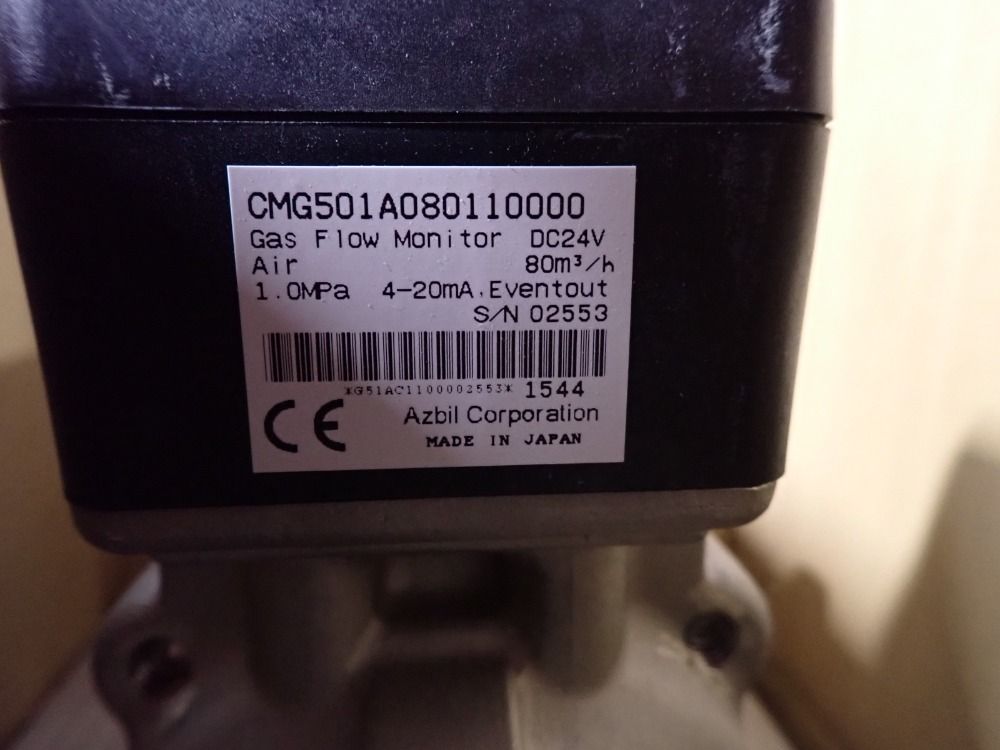 CMG501A080110000
Gas Flow Monitor DC24V
Air 80m³/h
1.0MPa 4-20mA,Eventout
S/N 02553
*G51AC1100002553* 1544
CE Azbil Corporation
MADE IN JAPAN